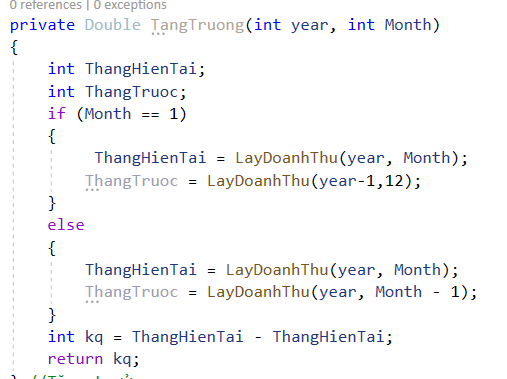 0 references | 0 exceptions
private Double TangTruong(int year, int Month)
{
int ThangHienTai;
int ThangTruoc;
if (Month == 1)
{
ThangHienTai = LayDoanhThu(year, Month);
ThangTruoc = LayDoanhThu(year-1,12);
}
else
{
ThangHienTai = LayDoanhThu(year, Month);
ThangTruoc = LayDoanhThu(year, Month - 1);
}
int kq = ThangHienTai - ThangHienTai;
return kq;